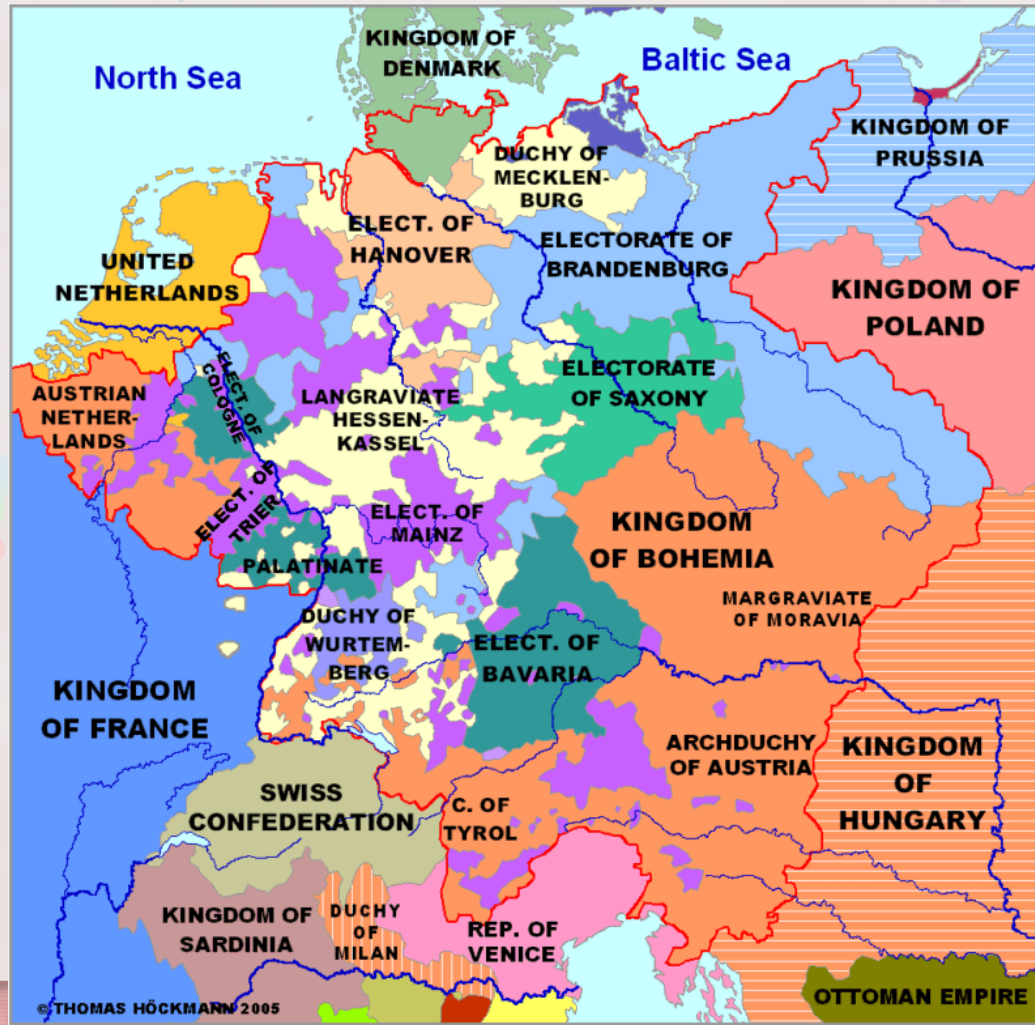 KINGDOM OF
DENMARK
North Sea
Baltic Sea
KINGDOM OF
PRUSSIA
DUCHY OF
MECKLEN-
BURG
ELECT. OF
HANOVER
ELECTORATE OF
BRANDENBURG
UNITED
NETHERLANDS
KINGDOM OF
POLAND
ELECT. OF
COLOGNE
ELECTORATE
OF SAXONY
AUSTRIAN
NETHER-
LANDS
LANGRAVIATE
HESSEN-
KASSEL
ELECT. OF
TRIER
ELECT. OF
MAINZ
KINGDOM
OF BOHEMIA
PALATINATE
MARGRAVIATE
OF MORAVIA
DUCHY OF
WURTEM-
BERG
ELECT. OF
BAVARIA
KINGDOM
OF FRANCE
ARCHDUCHY
OF AUSTRIA
KINGDOM
OF
HUNGARY
SWISS
CONFEDERATION
C. OF
TYROL
KINGDOM OF
SARDINIA
DUCHY
OF
MILAN
REP. OF
VENICE
OTTOMAN EMPIRE
© THOMAS HÖCKMANN 2005